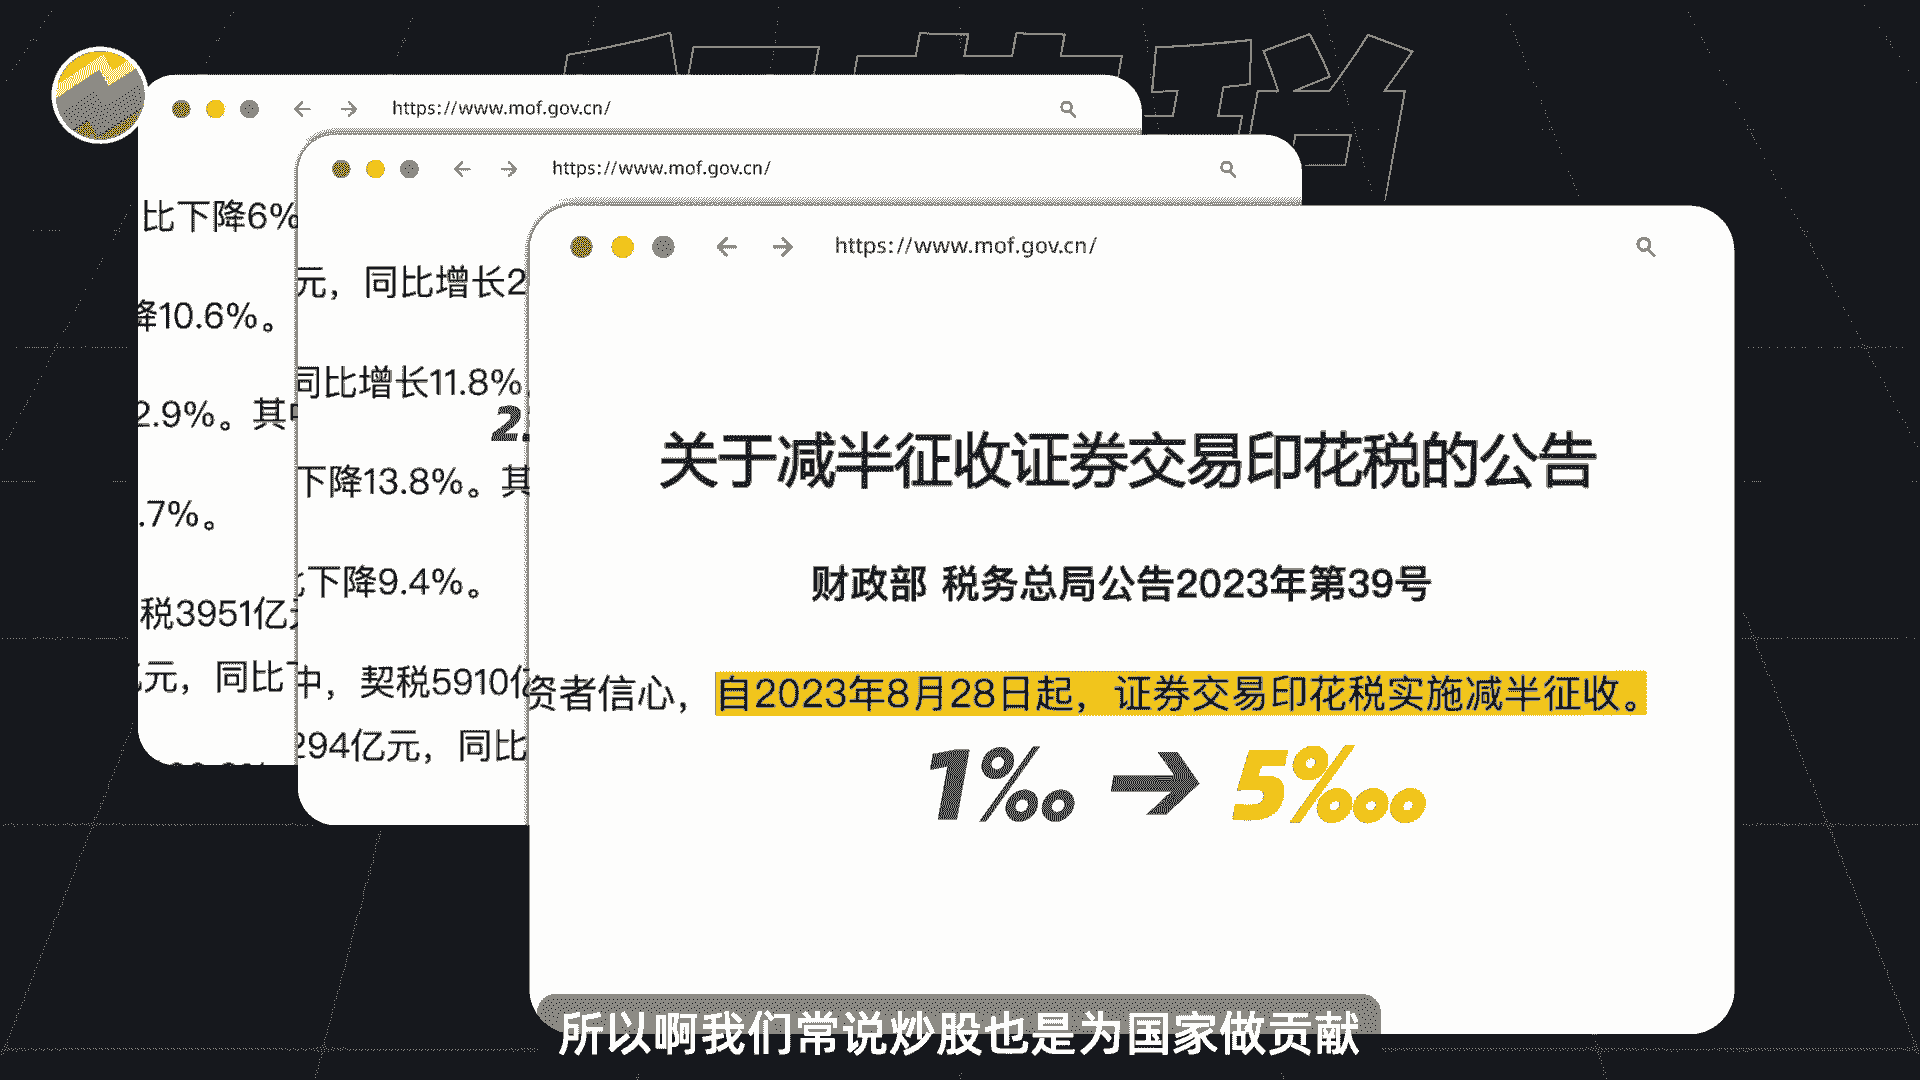 税
https://www.mof.gov.cn/
比下降6%
降10.6%。
2.9%。其中
.7%。
税3951亿元
元，同比下
https://www.mof.gov.cn/
元，同比增长2
同比增长11.8%
2.
下降13.8%。其
下降9.4%。
中，契税5910亿
294亿元，同比
https://www.mof.gov.cn/
关于减半征收证券交易印花税的公告
财政部 税务总局公告2023年第39号
资者信心，自2023年8月28日起，证券交易印花税实施减半征收。
1‰ → 5‱
所以啊我们常说炒股也是为国家做贡献